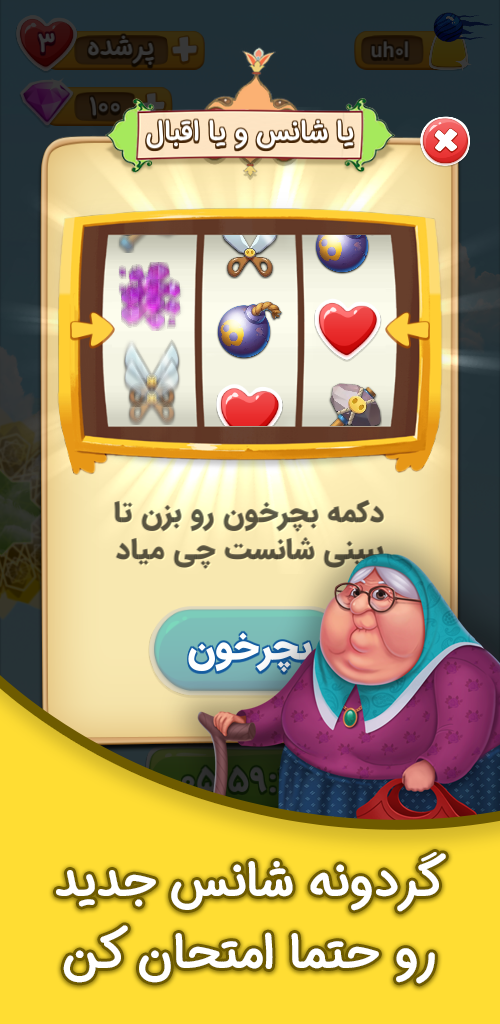 ۳
پرشده
۱۰۰
یا شانس و یا اقبال
دکمه بچرخون رو بزن تا
ببینی شانست چی میاد
بچرخون
گردونه شانس جدید
رو حتما امتحان کن